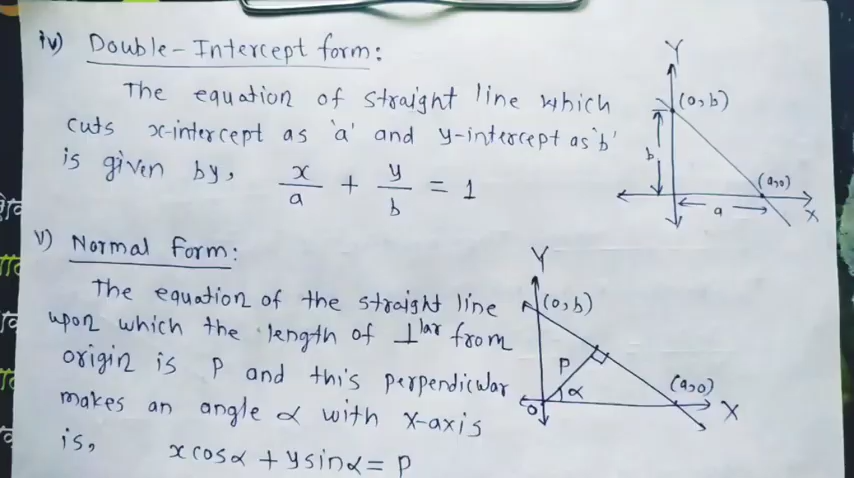 iv) Double-Intercept form:
The equation of straight line which
cuts x-intercept as 'a' and y-intercept as 'b'
is given by, x/a + y/b = 1
Y
(0,b)
b
(a,0)
a
X
v) Normal Form:
The equation of the straight line
upon which the length of ⊥lar from
origin is P and this perpendicular
makes an angle α with X-axis
is, x cosα + y sinα = P
Y
(0,b)
P
α
(a,0)
O
X